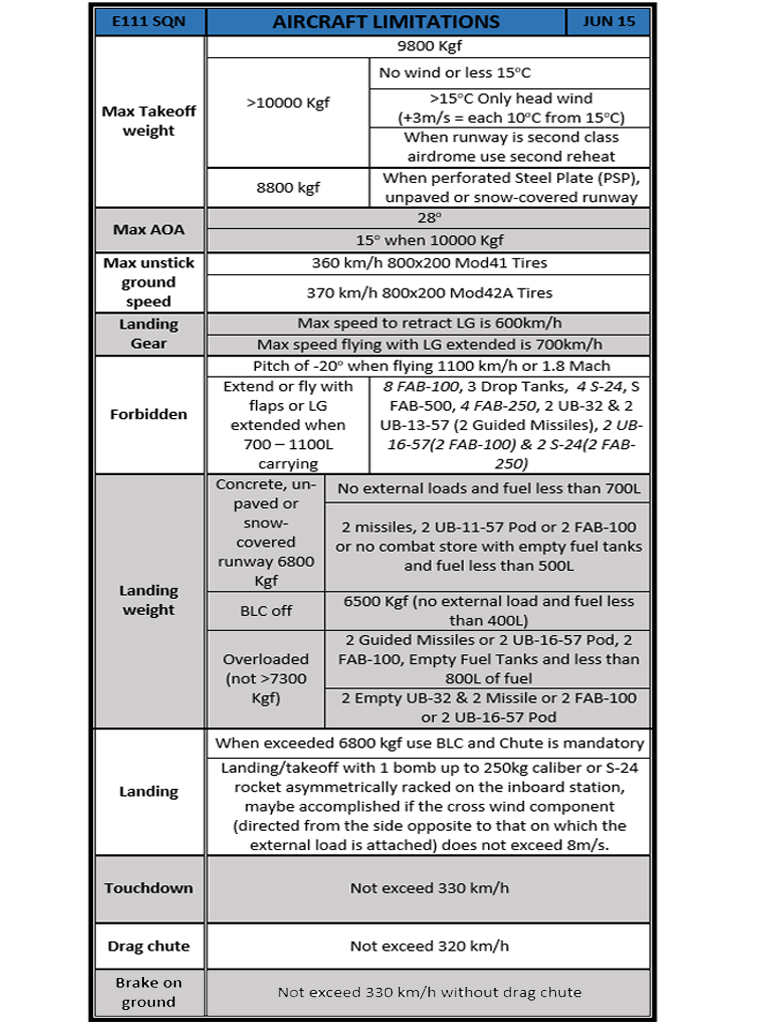 E111 SQN
AIRCRAFT LIMITATIONS
JUN 15
Max Takeoff
weight
9800 Kgf
>10000 Kgf
No wind or less 15°C
>15°C Only head wind
(+3m/s = each 10°C from 15°C)
When runway is second class
airdrome use second reheat
8800 kgf
When perforated Steel Plate (PSP),
unpaved or snow-covered runway
Max AOA
28°
15° when 10000 Kgf
Max unstick
ground
speed
360 km/h 800x200 Mod41 Tires
370 km/h 800x200 Mod42A Tires
Landing
Gear
Max speed to retract LG is 600km/h
Max speed flying with LG extended is 700km/h
Forbidden
Pitch of -20° when flying 1100 km/h or 1.8 Mach
Extend or fly with
flaps or LG
extended when
700 – 1100L
carrying
8 FAB-100, 3 Drop Tanks, 4 S-24, S
FAB-500, 4 FAB-250, 2 UB-32 & 2
UB-13-57 (2 Guided Missiles), 2 UB-
16-57(2 FAB-100) & 2 S-24(2 FAB-
250)
Landing
weight
Concrete, un-
paved or
snow-
covered
runway 6800
Kgf
No external loads and fuel less than 700L
2 missiles, 2 UB-11-57 Pod or 2 FAB-100
or no combat store with empty fuel tanks
and fuel less than 500L
BLC off
6500 Kgf (no external load and fuel less
than 400L)
Overloaded
(not >7300
Kgf)
2 Guided Missiles or 2 UB-16-57 Pod, 2
FAB-100, Empty Fuel Tanks and less than
800L of fuel
2 Empty UB-32 & 2 Missile or 2 FAB-100
or 2 UB-16-57 Pod
Landing
When exceeded 6800 kgf use BLC and Chute is mandatory
Landing/takeoff with 1 bomb up to 250kg caliber or S-24
rocket asymmetrically racked on the inboard station,
maybe accomplished if the cross wind component
(directed from the side opposite to that on which the
external load is attached) does not exceed 8m/s.
Touchdown
Not exceed 330 km/h
Drag chute
Not exceed 320 km/h
Brake on
ground
Not exceed 330 km/h without drag chute